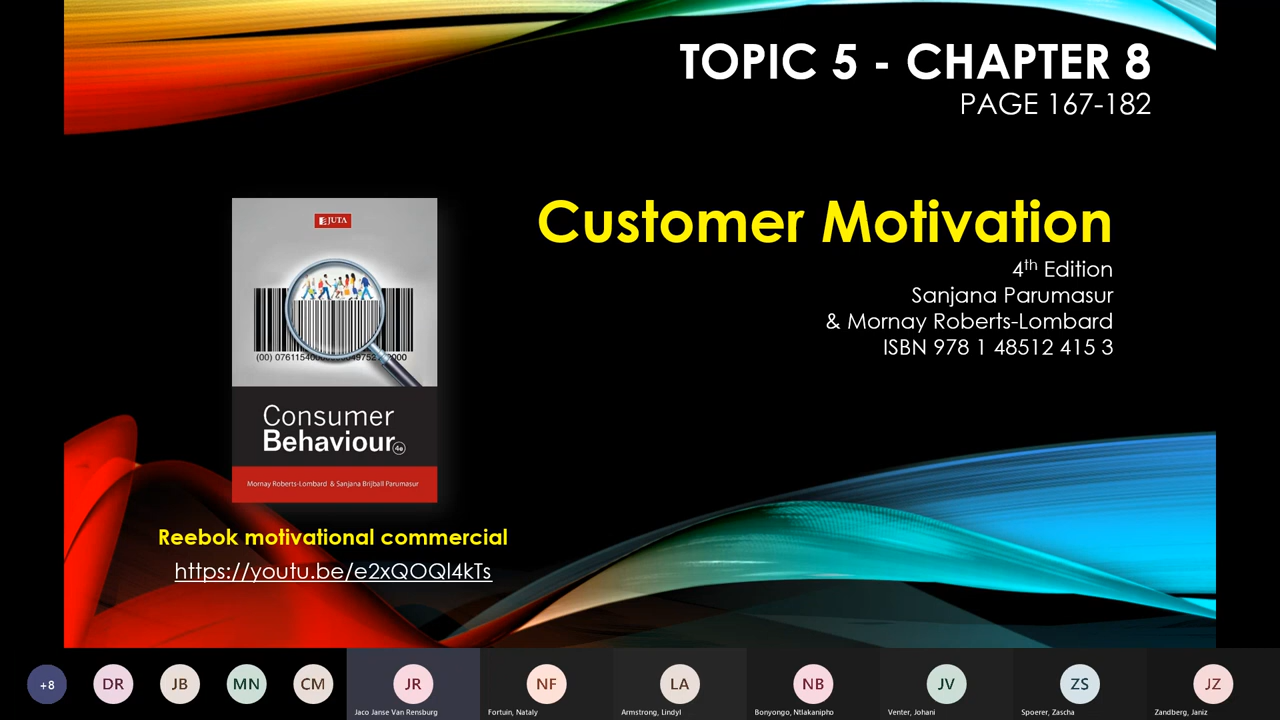 TOPIC 5 - CHAPTER 8
PAGE 167-182
JUTA
Customer Motivation
4th Edition
Sanjana Parumasur
& Mornay Roberts-Lombard
ISBN 978 1 48512 415 3
Consumer
Behaviour 4e
Mornay Roberts-Lombard & Sanjana Brijball Parumasur
Reebok motivational commercial
https://youtu.be/e2xQOQl4kTs
+8
DR
JB
MN
CM
JR
NF
LA
NB
JV
ZS
JZ
Jaco Janse Van Rensburg
Fortuin, Nataly
Armstrong, Lindyl
Bonyongo, Ntlakanipho
Venter, Johani
Spoerer, Zascha
Zandberg, Janiz